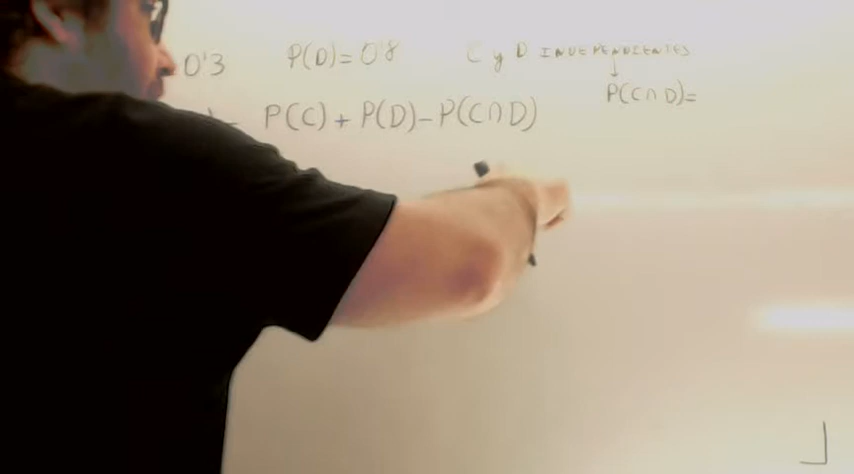 0'3 P(D)=0'8 C y D INDEPENDIENTES
P(C)+P(D)-P(C∩D) P(C∩D)=